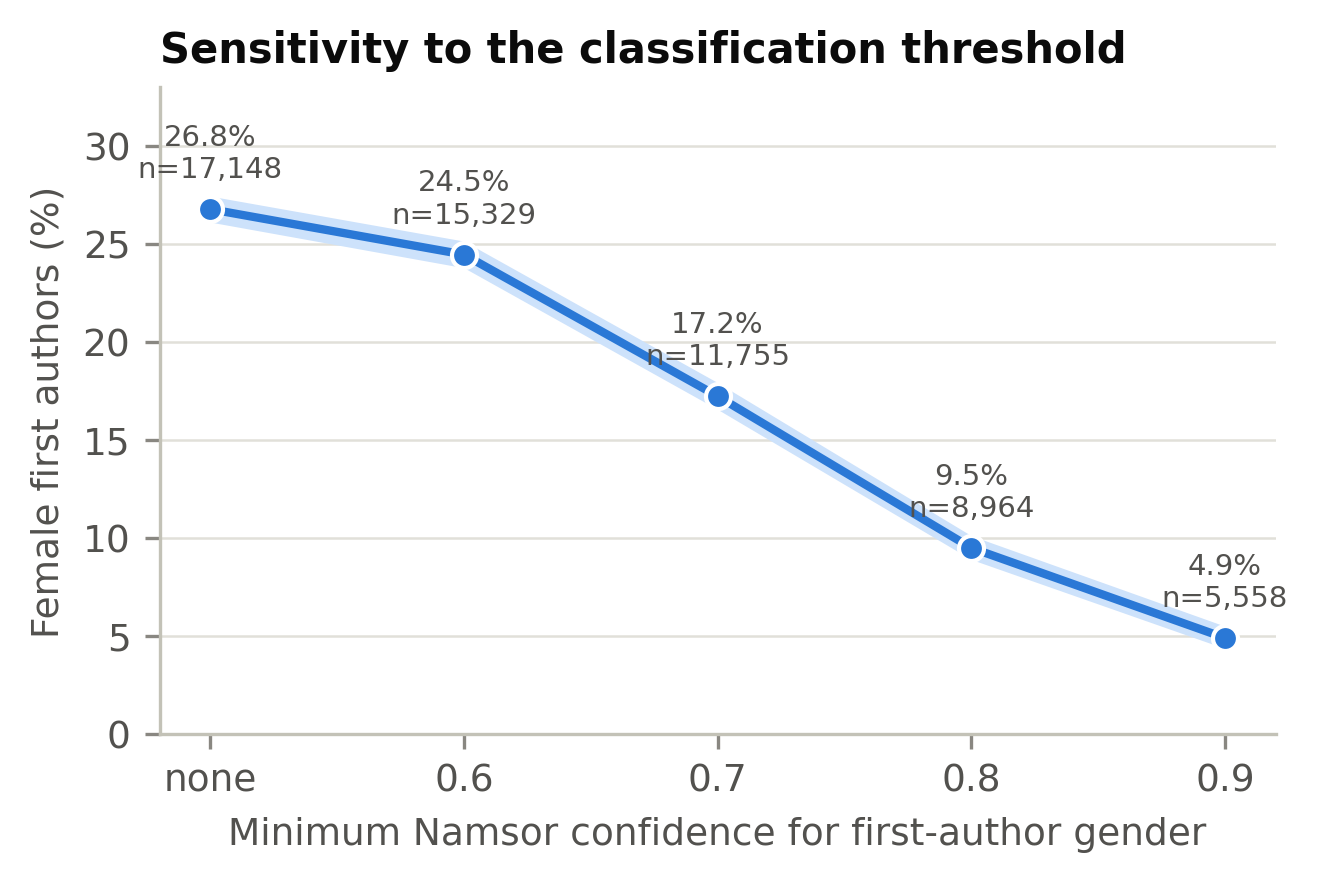 Sensitivity to the classification threshold
Female first authors (%)
30
25
20
15
10
5
0
26.8%
n=17,148
24.5%
n=15,329
17.2%
n=11,755
9.5%
n=8,964
4.9%
n=5,558
none 0.6 0.7 0.8 0.9
Minimum Namsor confidence for first-author gender